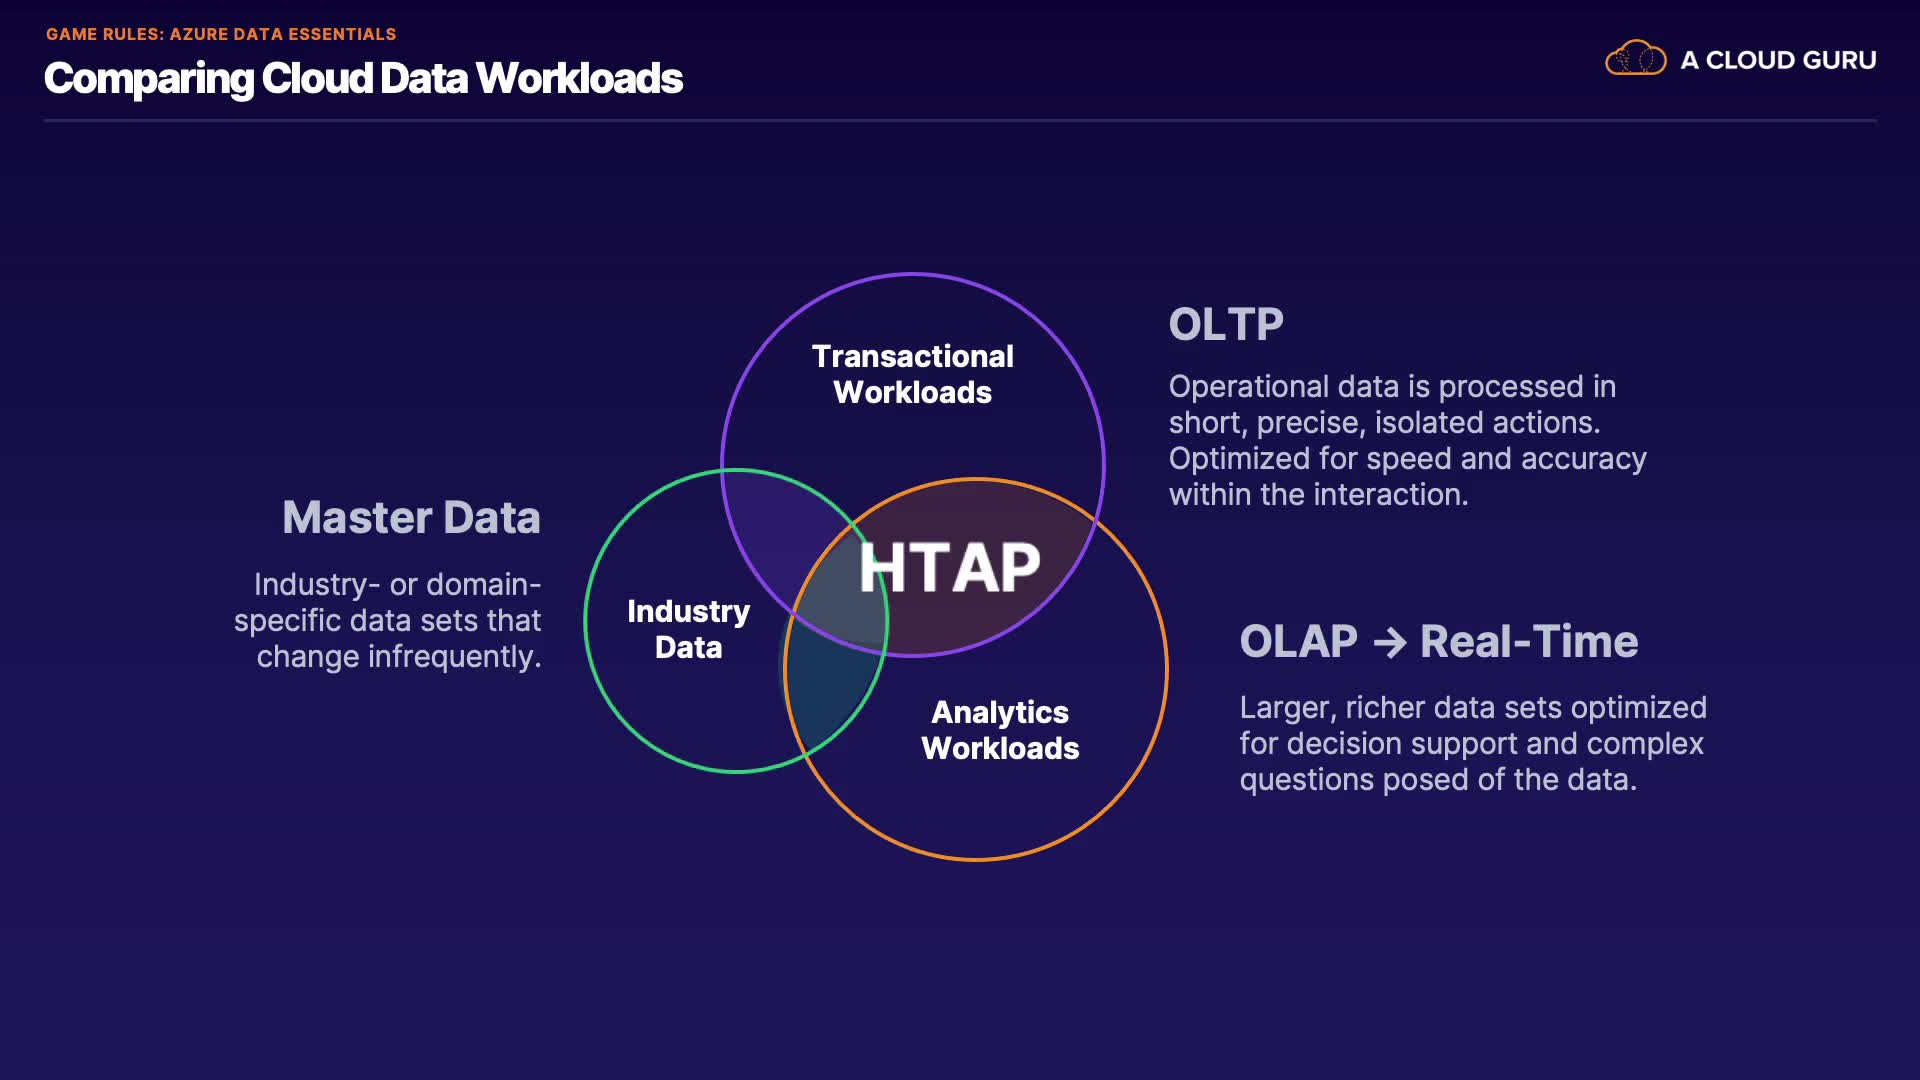 GAME RULES: AZURE DATA ESSENTIALS
Comparing Cloud Data Workloads
A CLOUD GURU
Transactional
Workloads
OLTP
Operational data is processed in
short, precise, isolated actions.
Optimized for speed and accuracy
within the interaction.
Master Data
Industry- or domain-
specific data sets that
change infrequently.
Industry
Data
HTAP
Analytics
Workloads
OLAP → Real-Time
Larger, richer data sets optimized
for decision support and complex
questions posed of the data.